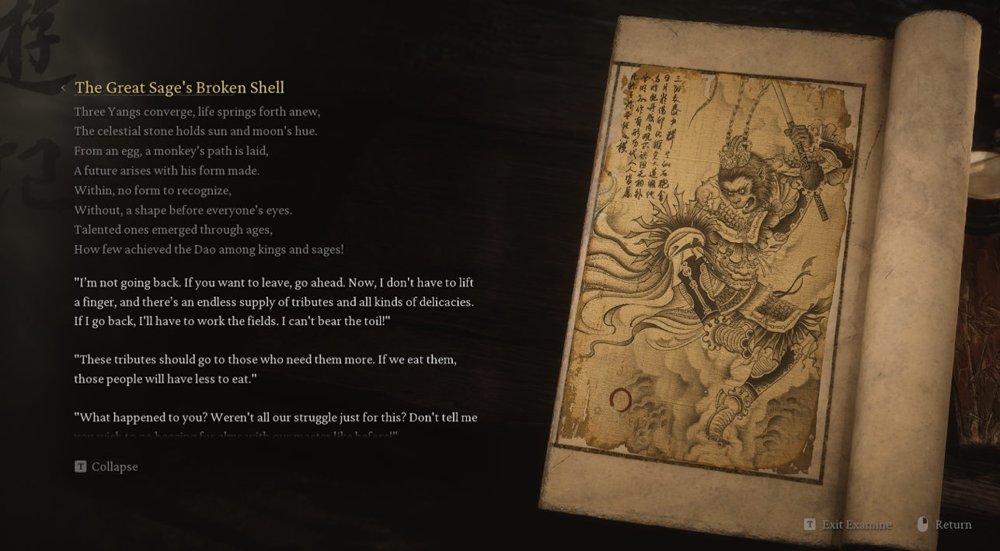 The Great Sage's Broken Shell
Three Yangs converge, life springs forth anew,
The celestial stone holds sun and moon's hue.
From an egg, a monkey's path is laid,
A future arises with his form made.
Within, no form to recognize,
Without, a shape before everyone's eyes.
Talented ones emerged through ages,
How few achieved the Dao among kings and sages!
"I'm not going back. If you want to leave, go ahead. Now, I don't have to lift
a finger, and there's an endless supply of tributes and all kinds of delicacies.
If I go back, I'll have to work the fields. I can't bear the toil!"
"These tributes should go to those who need them more. If we eat them,
those people will have less to eat."
"What happened to you? Weren't all our struggle just for this? Don't tell me
you wish to go begging for alms with our master like before!"
T Collapse
T Exit Examine
Return